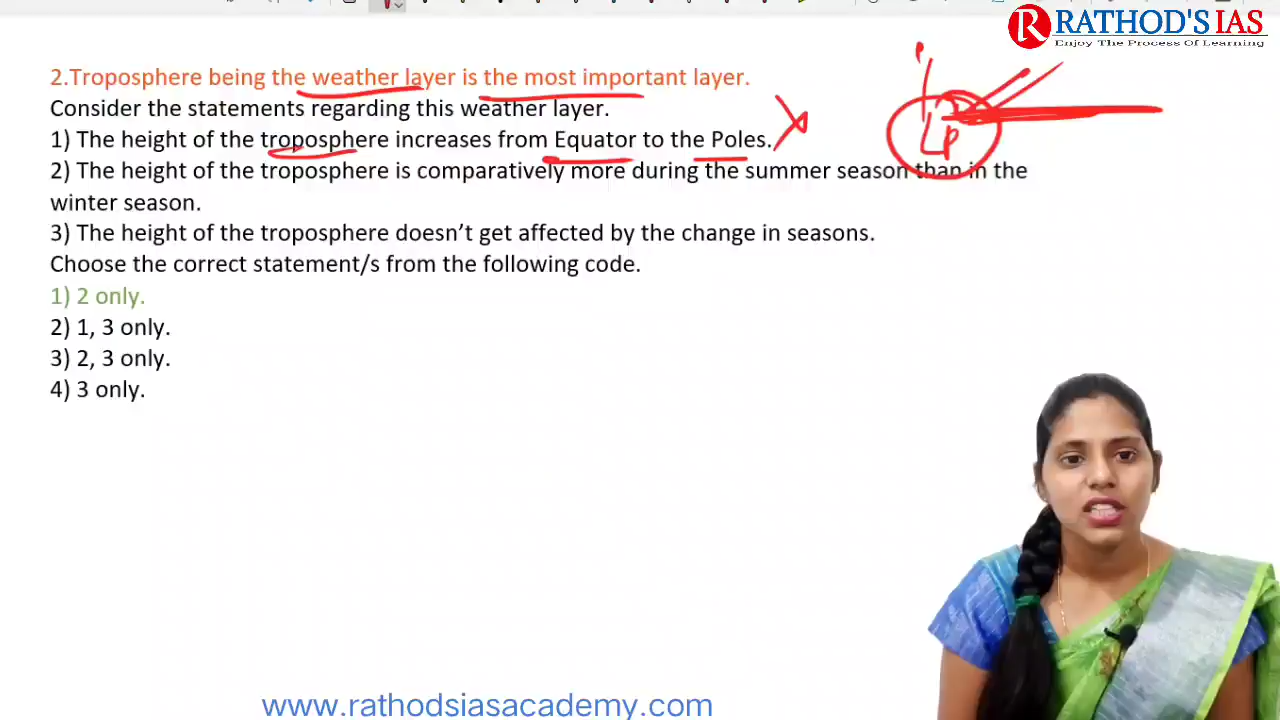 RATHOD'S IAS
Enjoy The Process Of Learning
2.Troposphere being the weather layer is the most important layer.
Consider the statements regarding this weather layer.
1) The height of the troposphere increases from Equator to the Poles.
2) The height of the troposphere is comparatively more during the summer season than in the
winter season.
3) The height of the troposphere doesn’t get affected by the change in seasons.
Choose the correct statement/s from the following code.
1) 2 only.
2) 1, 3 only.
3) 2, 3 only.
4) 3 only.
www.rathodsiasacademy.com